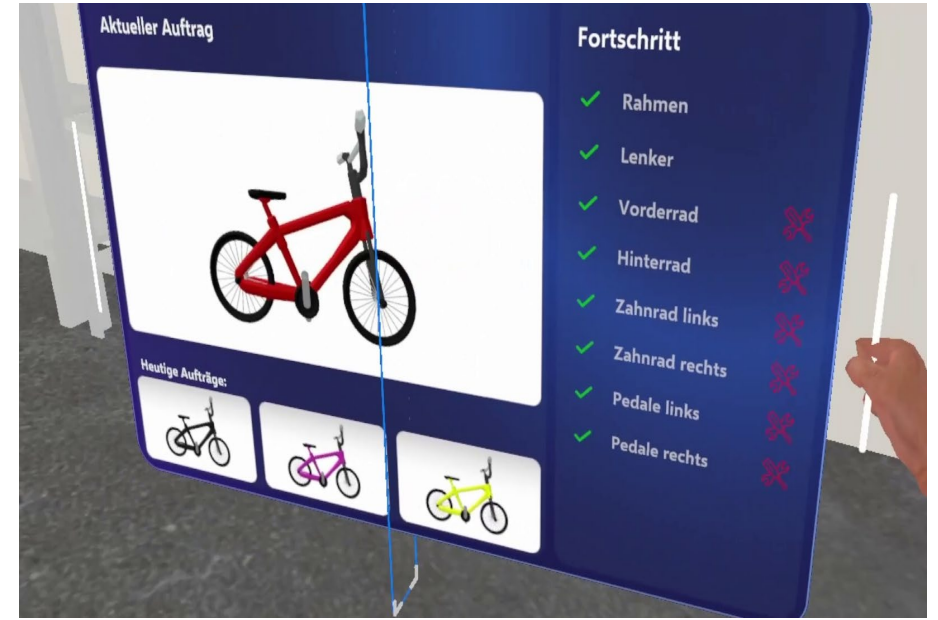 Aktueller Auftrag
Heutige Aufträge:
Fortschritt
Rahmen
Lenker
Vorderrad
Hinterrad
Zahnrad links
Zahnrad rechts
Pedale links
Pedale rechts